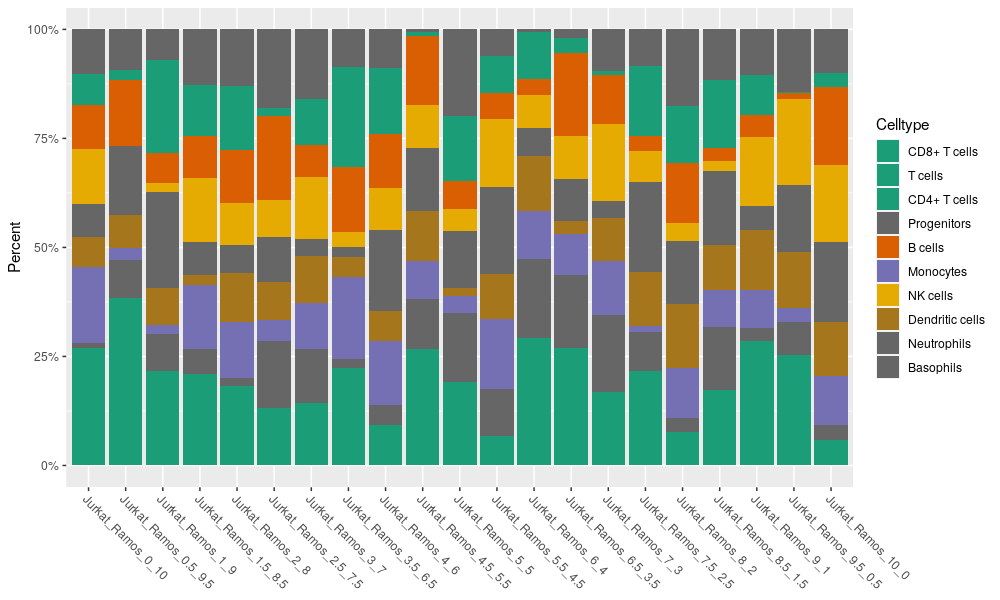 100%
75%
50%
25%
0%
Percent
Jurkat_Ramos_0_10
Jurkat_Ramos_05_9.5
Jurkat_Ramos_1_9
Jurkat_Ramos_1.5_8.5
Jurkat_Ramos_2_8
Jurkat_Ramos_2.5_7.5
Jurkat_Ramos_3_7
Jurkat_Ramos_3.5_6.5
Jurkat_Ramos_4_6
Jurkat_Ramos_4.5_5.5
Jurkat_Ramos_5_5
Jurkat_Ramos_5.5_4.5
Jurkat_Ramos_6_4
Jurkat_Ramos_6.5_3.5
Jurkat_Ramos_7_3
Jurkat_Ramos_7.5_2.5
Jurkat_Ramos_8_2
Jurkat_Ramos_8.5_1.5
Jurkat_Ramos_9_1
Jurkat_Ramos_9.5_0.5
Jurkat_Ramos_10_0
Celltype
CD8+ T cells
T cells
CD4+ T cells
Progenitors
B cells
Monocytes
NK cells
Dendritic cells
Neutrophils
Basophils